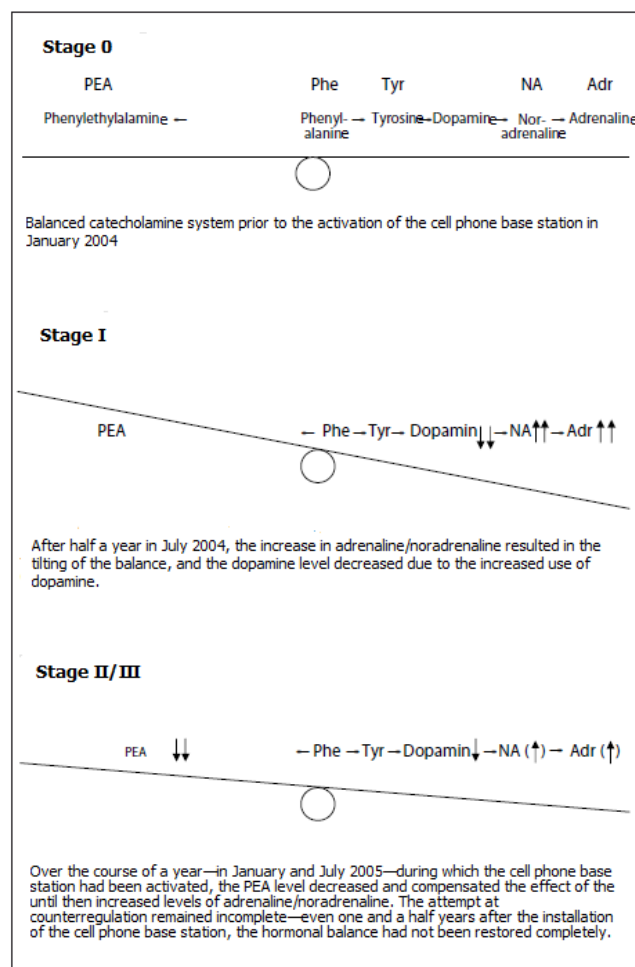 Stage 0
PEA Phe Tyr NA Adr
Phenylethylalamine ← Phenyl- → Tyrosine→Dopamine→ Nor- → Adrenaline
alanine adrenaline
Balanced catecholamine system prior to the activation of the cell phone base station in
January 2004
Stage I
PEA ← Phe →Tyr→ Dopamin↓↓→NA↑↑→ Adr ↑↑
After half a year in July 2004, the increase in adrenaline/noradrenaline resulted in the
tilting of the balance, and the dopamine level decreased due to the increased use of
dopamine.
Stage II/III
PEA ↓↓ ← Phe →Tyr→Dopamin↓ →NA (↑)→ Adr (↑)
Over the course of a year—in January and July 2005—during which the cell phone base
station had been activated, the PEA level decreased and compensated the effect of the
until then increased levels of adrenaline/noradrenaline. The attempt at
counterregulation remained incomplete—even one and a half years after the installation
of the cell phone base station, the hormonal balance had not been restored completely.